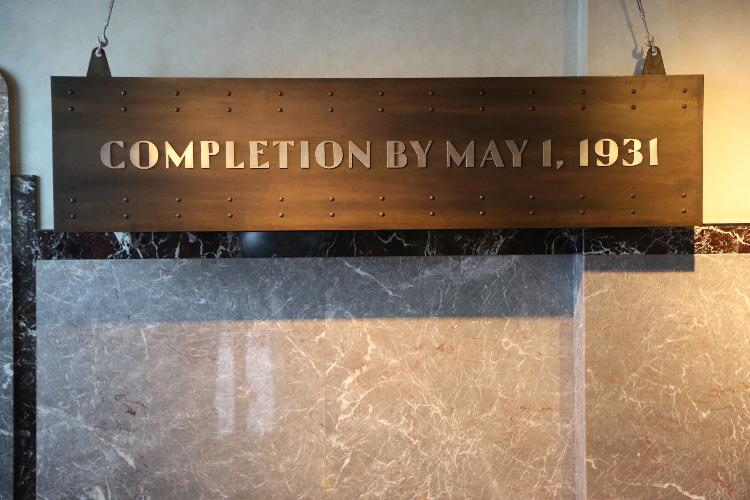 COMPLETION BY MAY 1, 1931